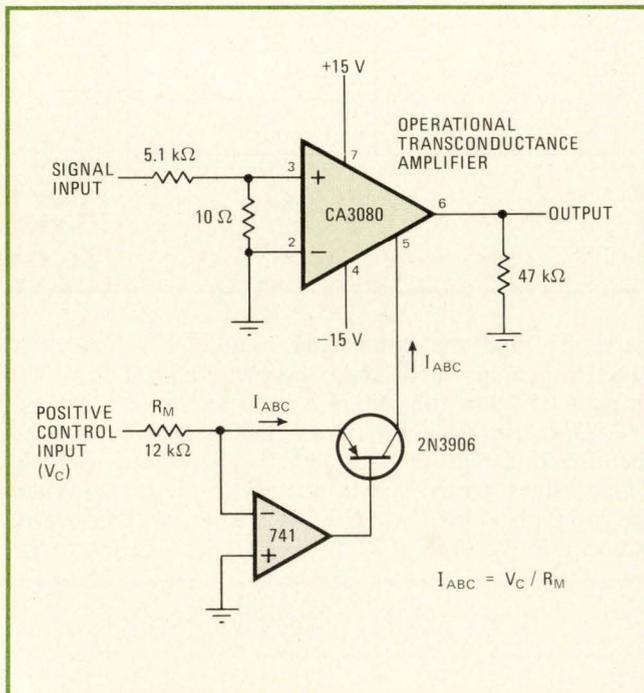 +15 V
OPERATIONAL
TRANSCONDUCTANCE
AMPLIFIER
5.1 kΩ
SIGNAL
INPUT
3
+
7
10 Ω
CA3080
6
OUTPUT
2
−
5
4
47 kΩ
−15 V
I_ABC
POSITIVE
CONTROL
INPUT
(V_C)
R_M
12 kΩ
I_ABC
2N3906
−
741
+
I_ABC = V_C / R_M